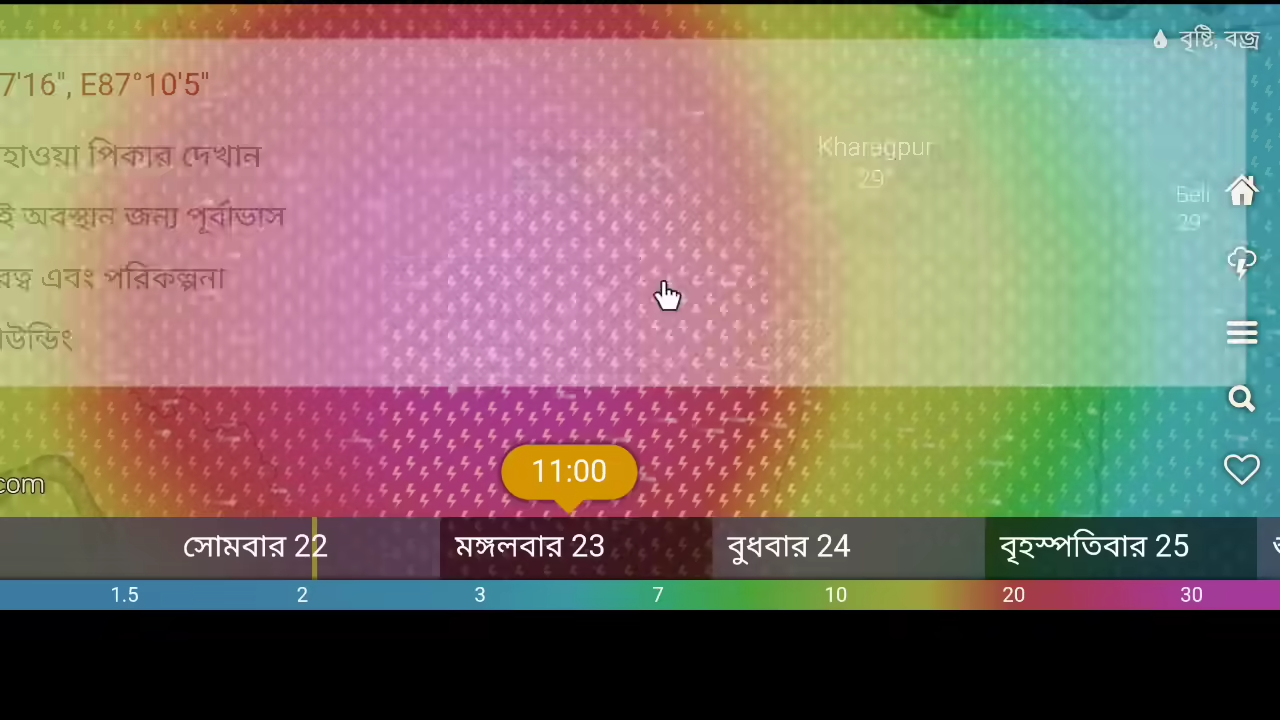 বৃষ্টি, বজ্র
7'16", E87°10'5"
হাওয়া পিকার দেখান
Kharagpur
29°
ই অবস্থান জন্য পূর্বাভাস
29°
রত্ব এবং পরিকল্পনা
াউন্ডিং
11:00
.com
সোমবার 22 মঙ্গলবার 23 বুধবার 24 বৃহস্পতিবার 25
1.5 2 3 7 10 20 30